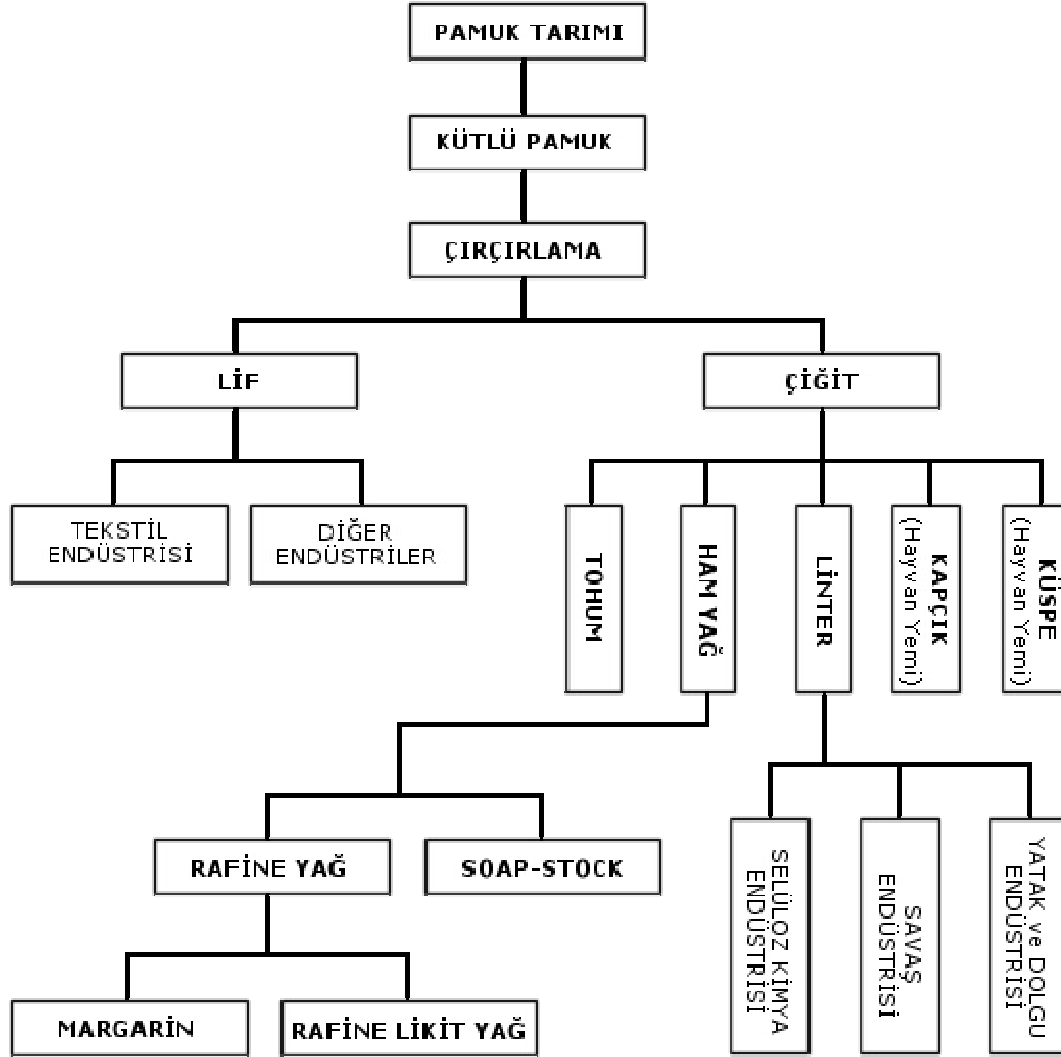 PAMUK TARIMI
KÜTLÜ PAMUK
ÇIRÇIRLAMA
LİF
ÇİĞİT
TEKSTİL
ENDÜSTRİSİ
DİĞER
ENDÜSTRİLER
TOHUM
HAM YAĞ
LİNTER
KAPÇIK
(Hayvan Yemi)
KÜSPE
(Hayvan Yemi)
RAFİNE YAĞ
SOAP-STOCK
SELÜLOZ KİMYA
ENDÜSTRİSİ
SAVAŞ
ENDÜSTRİSİ
YATAK ve DOLGU
ENDÜSTRİSİ
MARGARİN
RAFİNE LİKİT YAĞ